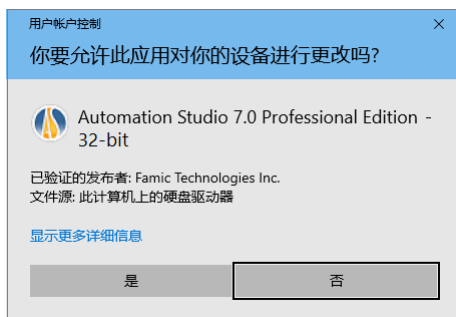 用户帐户控制
你要允许此应用对你的设备进行更改吗?
Automation Studio 7.0 Professional Edition -
32-bit
已验证的发布者: Famic Technologies Inc.
文件源: 此计算机上的硬盘驱动器
显示更多详细信息
是
否